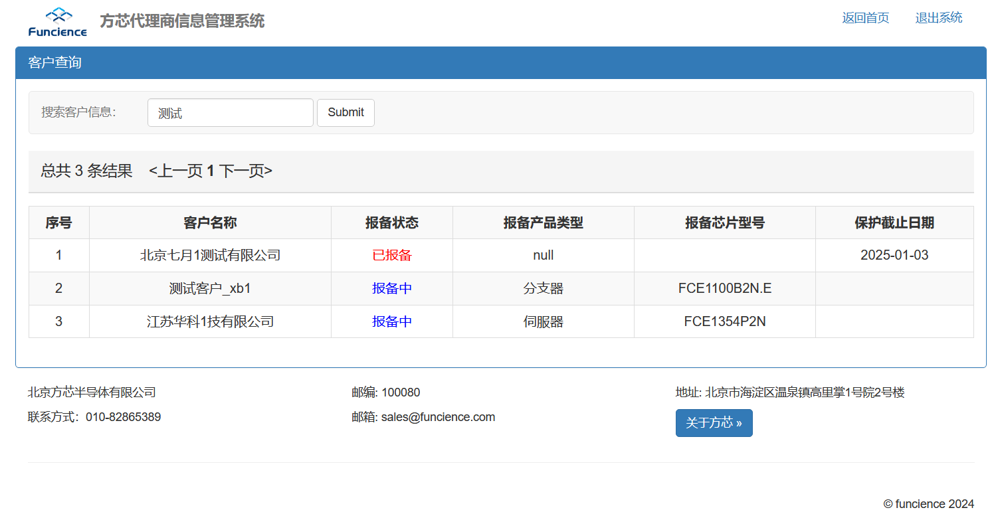 Funcience 方芯代理商信息管理系统 返回首页 退出系统
客户查询
搜索客户信息: 测试 Submit
总共 3 条结果 <上一页 1 下一页>
序号 客户名称 报备状态 报备产品类型 报备芯片型号 保护截止日期
1 北京七月1测试有限公司 已报备 null 2025-01-03
2 测试客户_xb1 报备中 分支器 FCE1100B2N.E
3 江苏华科1技有限公司 报备中 伺服器 FCE1354P2N
北京方芯半导体有限公司 邮编: 100080 地址: 北京市海淀区温泉镇高里掌1号院2号楼
联系方式：010-82865389 邮箱: sales@funcience.com 关于方芯 »
© funcience 2024